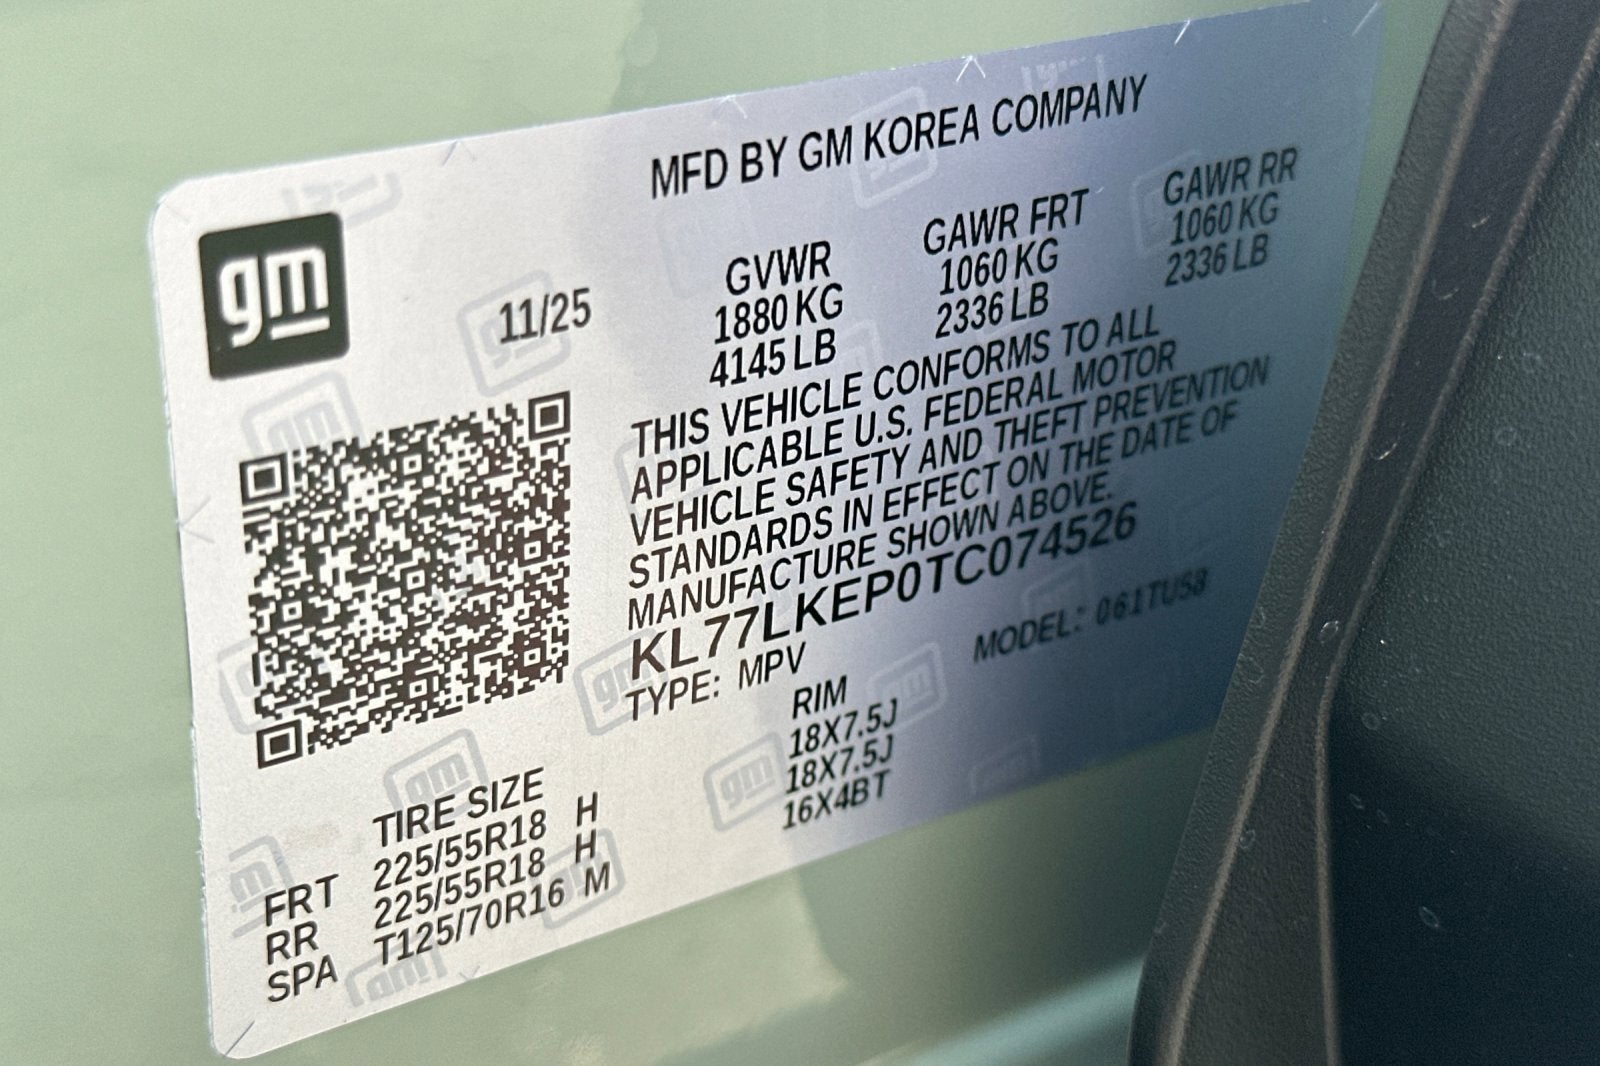 MFD BY GM KOREA COMPANY
gm
11/25
GVWR
1880 KG
4145 LB
GAWR FRT
1060 KG
2336 LB
GAWR RR
1060 KG
2336 LB
THIS VEHICLE CONFORMS TO ALL
APPLICABLE U.S. FEDERAL MOTOR
VEHICLE SAFETY AND THEFT PREVENTION
STANDARDS IN EFFECT ON THE DATE OF
MANUFACTURE SHOWN ABOVE.
KL77LKEP0TC074526
TYPE: MPV
MODEL: 061TU58
TIRE SIZE
RIM
FRT 225/55R18 H 18X7.5J
RR 225/55R18 H 18X7.5J
SPA T125/70R16 M 16X4BT